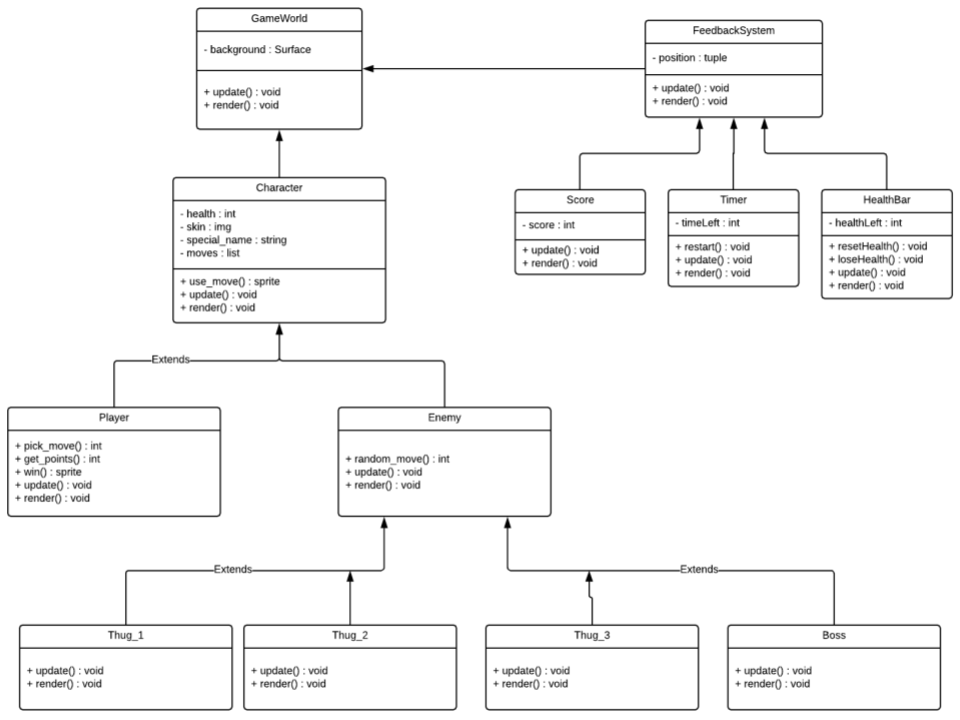 GameWorld
- background : Surface
+ update() : void
+ render() : void
FeedbackSystem
- position : tuple
+ update() : void
+ render() : void
Character
- health : int
- skin : img
- special_name : string
- moves : list
+ use_move() : sprite
+ update() : void
+ render() : void
Score
- score : int
+ update() : void
+ render() : void
Timer
- timeLeft : int
+ restart() : void
+ update() : void
+ render() : void
HealthBar
- healthLeft : int
+ resetHealth() : void
+ loseHealth() : void
+ update() : void
+ render() : void
Extends
Player
+ pick_move() : int
+ get_points() : int
+ win() : sprite
+ update() : void
+ render() : void
Enemy
+ random_move() : int
+ update() : void
+ render() : void
Extends
Extends
Thug_1
+ update() : void
+ render() : void
Thug_2
+ update() : void
+ render() : void
Thug_3
+ update() : void
+ render() : void
Boss
+ update() : void
+ render() : void